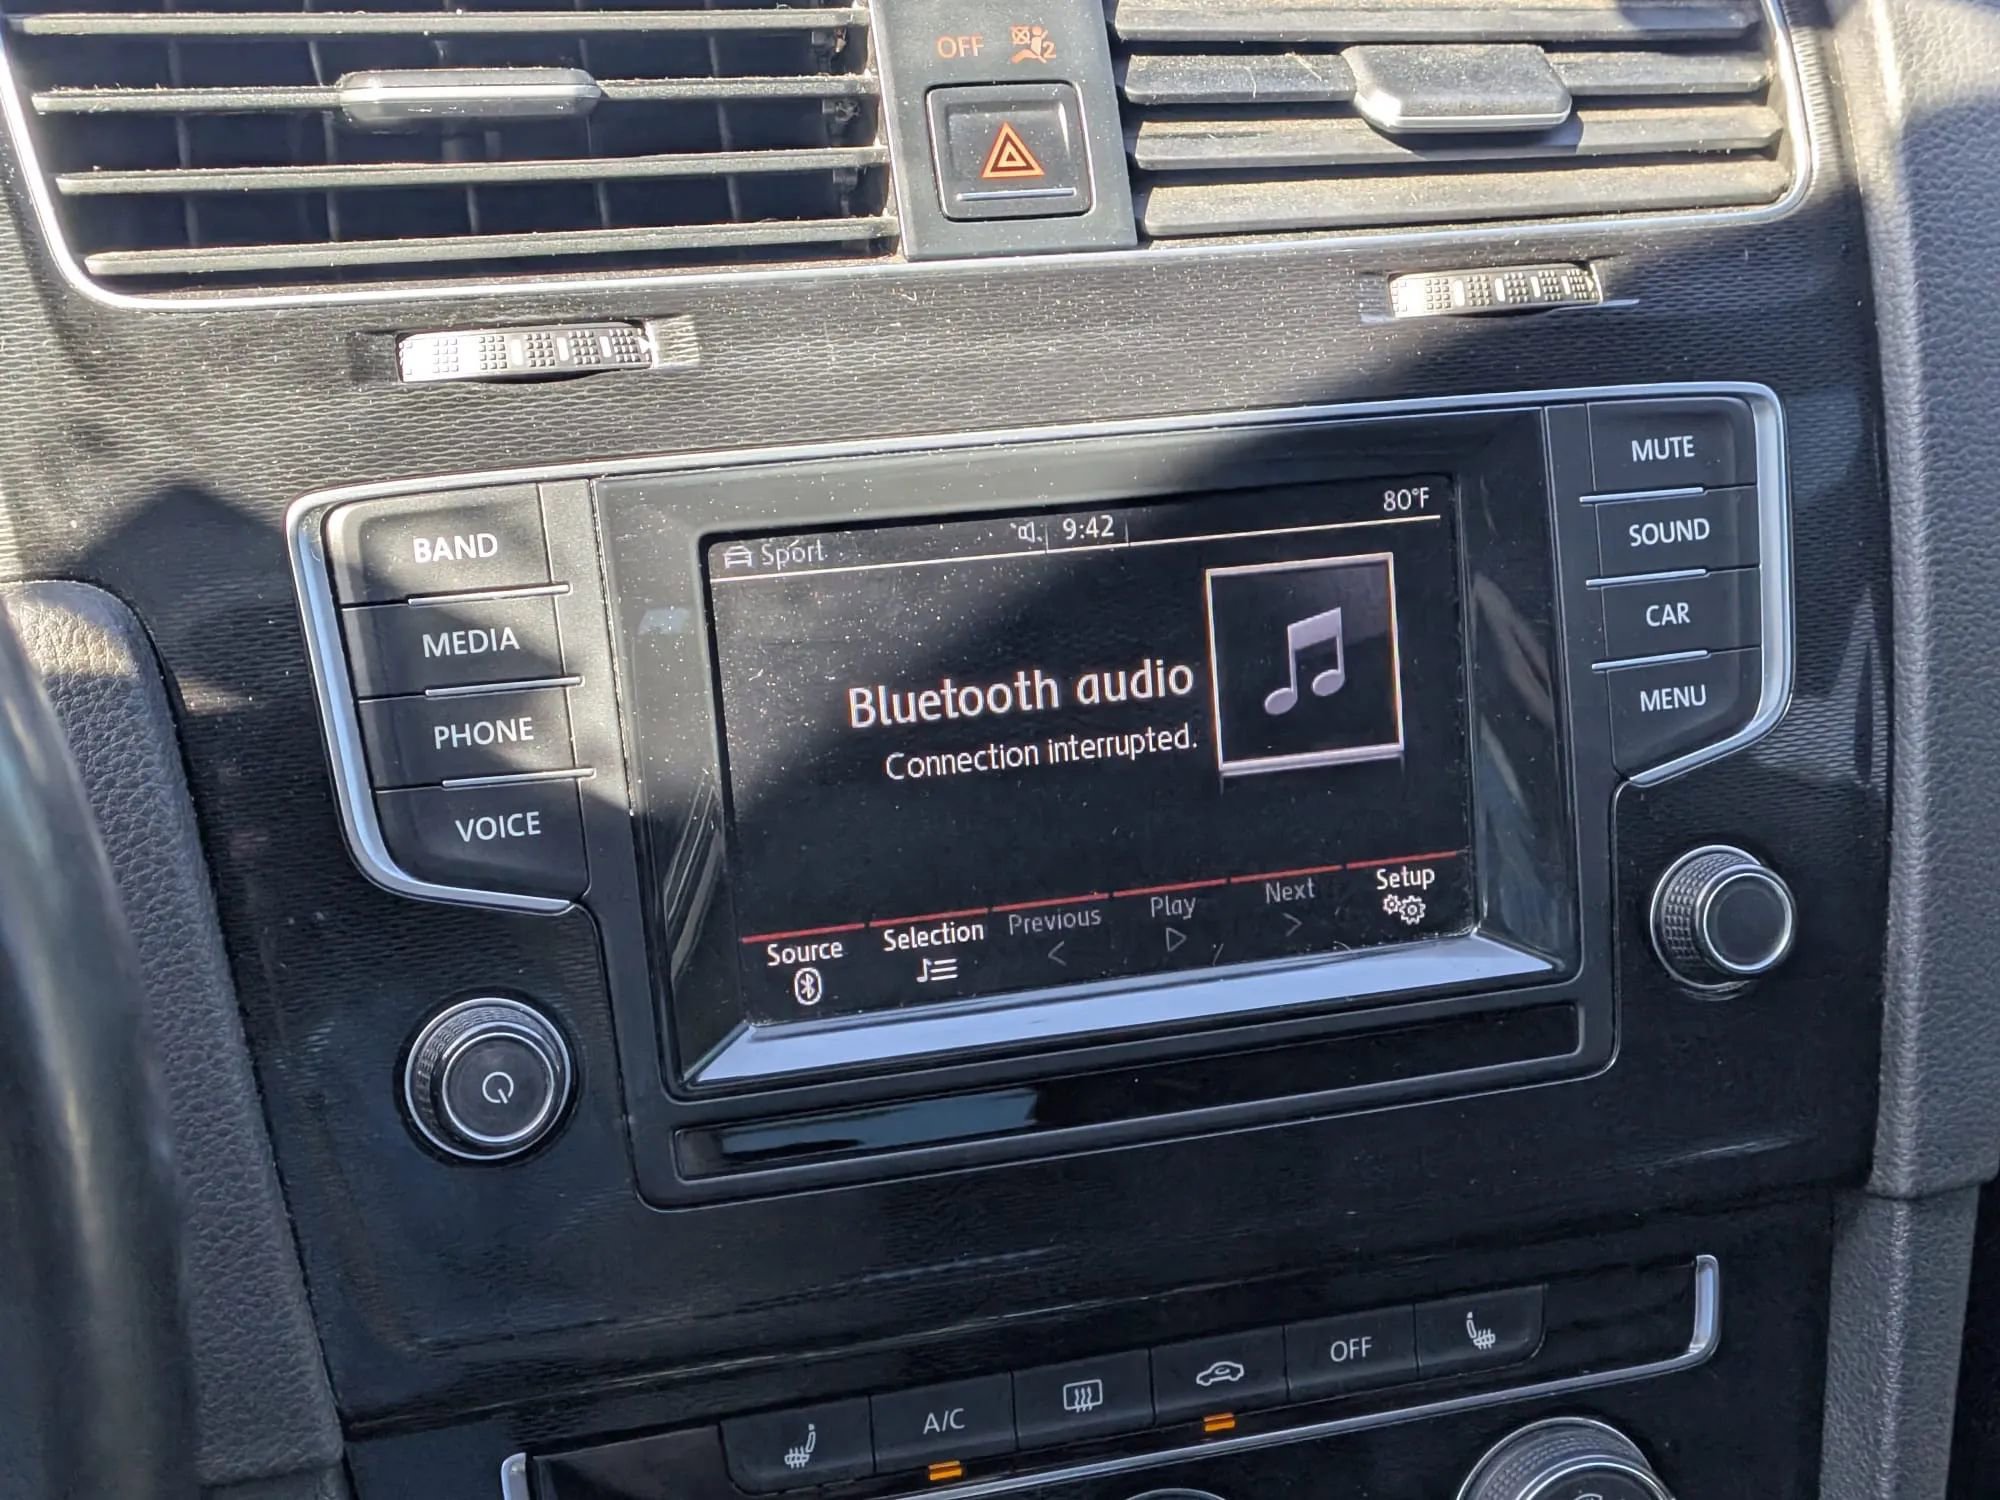 OFF 2
BAND
MEDIA
PHONE
VOICE
Sport
9:42
80°F
Bluetooth audio
Connection interrupted.
Source
Selection
Previous
Play
Next
Setup
MUTE
SOUND
CAR
MENU
A/C
OFF